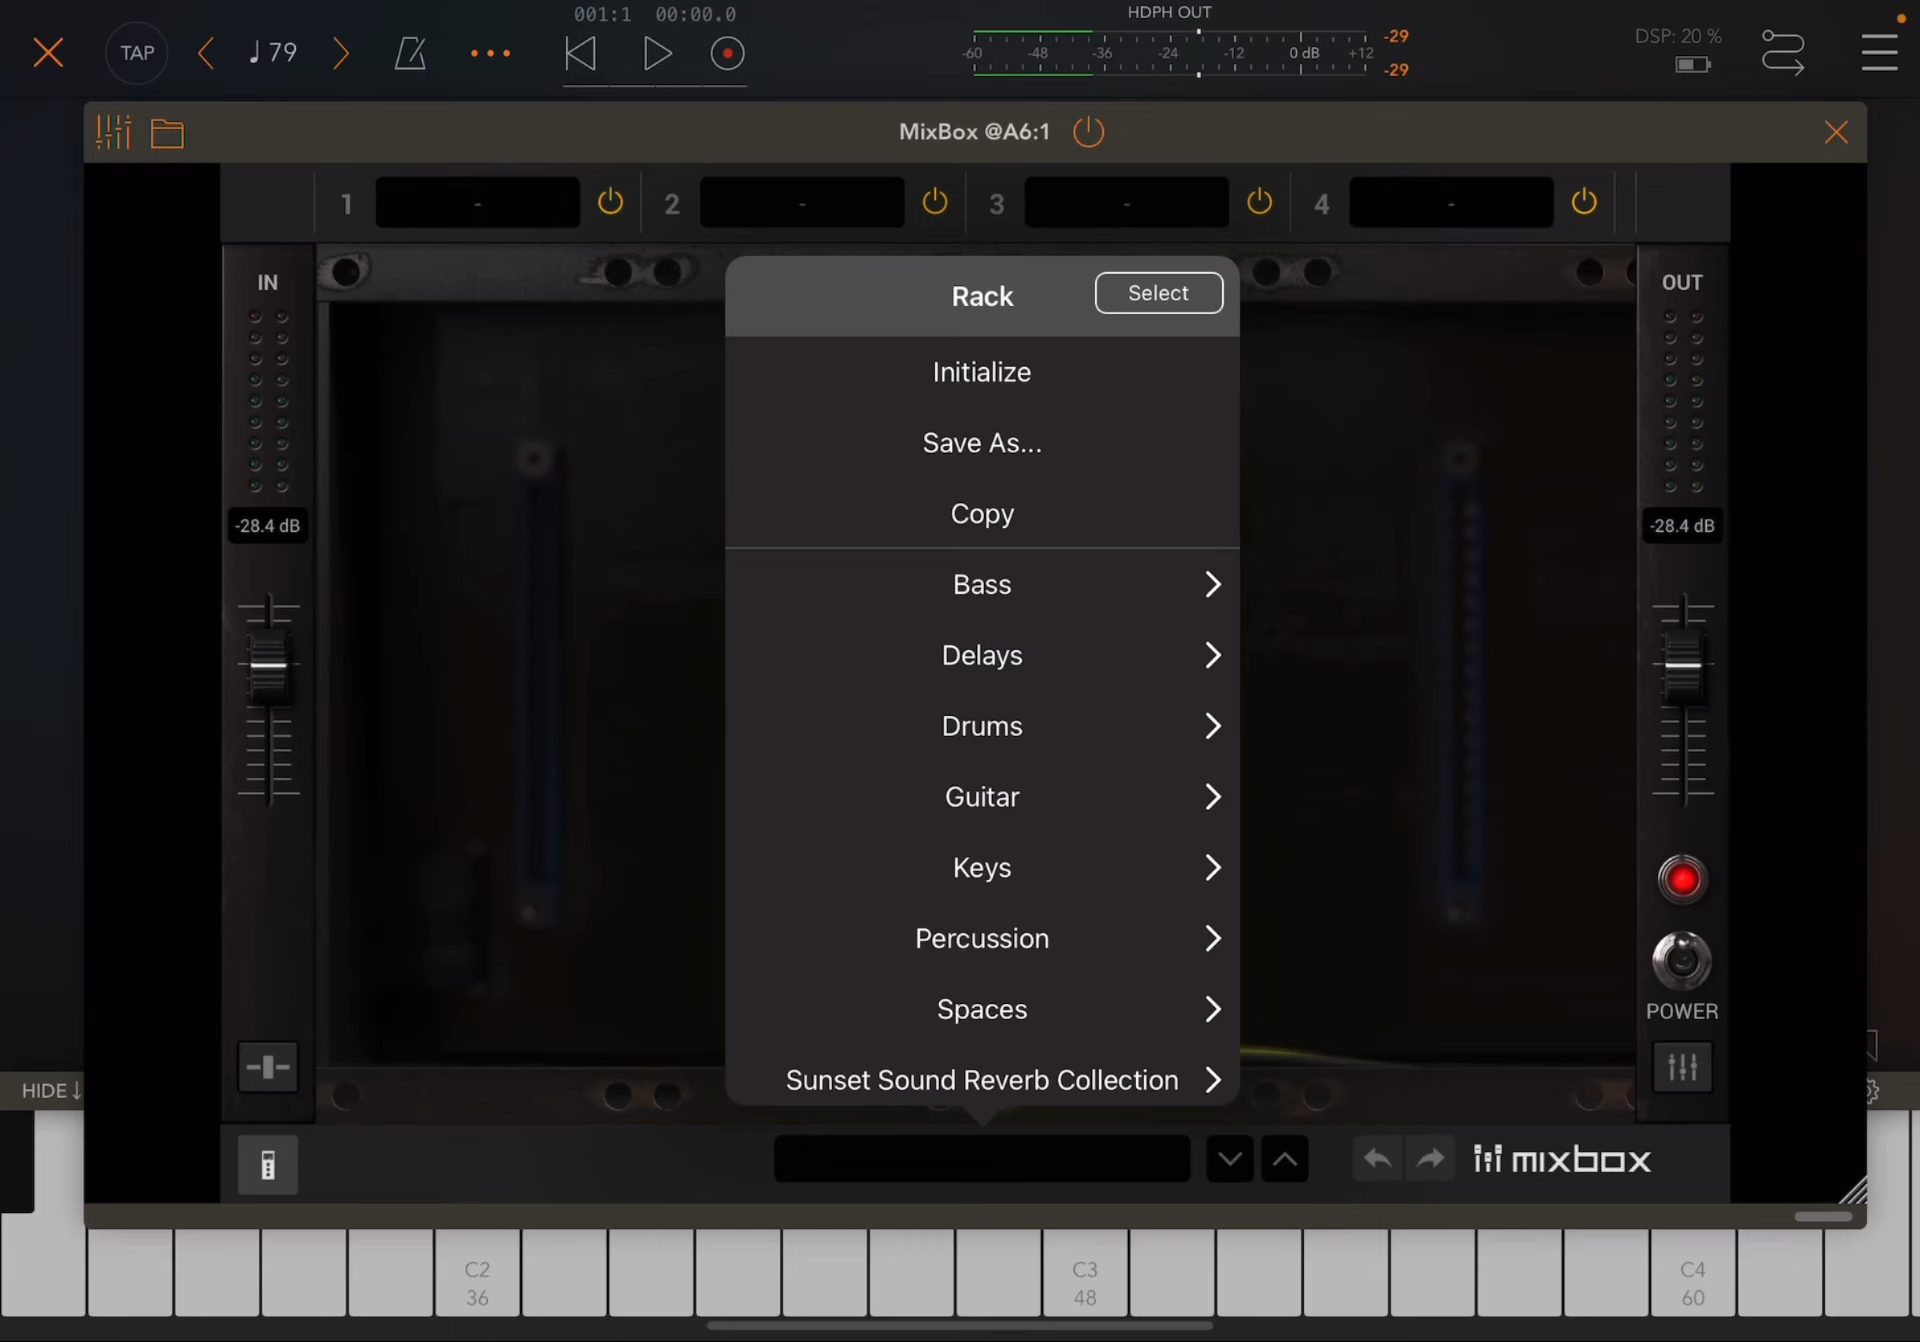 001:1 00:00.0
HDPH OUT
TAP
79
-60 -48 -36 -24 -12 0 dB +12
-29
-29
DSP: 20 %
MixBox @A6:1
1 - 2 - 3 - 4 -
IN
OUT
Rack
Select
Initialize
Save As...
Copy
-28.4 dB
-28.4 dB
Bass
Delays
Drums
Guitar
Keys
Percussion
Spaces
POWER
Sunset Sound Reverb Collection
HIDE
mixbox
C2
36
C3
48
C4
60